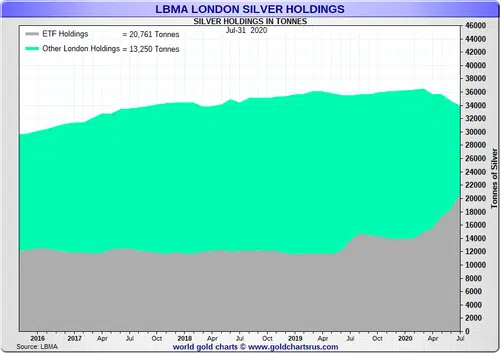 LBMA LONDON SILVER HOLDINGS
SILVER HOLDINGS IN TONNES
Jul-31 2020
ETF Holdings = 20,761 Tonnes
Other London Holdings = 13,250 Tonnes
46000
44000
42000
40000
38000
36000
34000
32000
30000
28000
26000
24000
22000
20000
18000
16000
14000
12000
10000
8000
6000
4000
2000
0
Tonnes of Silver
2016 2017 Apr Jul Oct 2018 Apr Jul Oct 2019 Apr Jul Oct 2020 Apr Jul
Source: LBMA
world gold charts © www.goldchartsrus.com